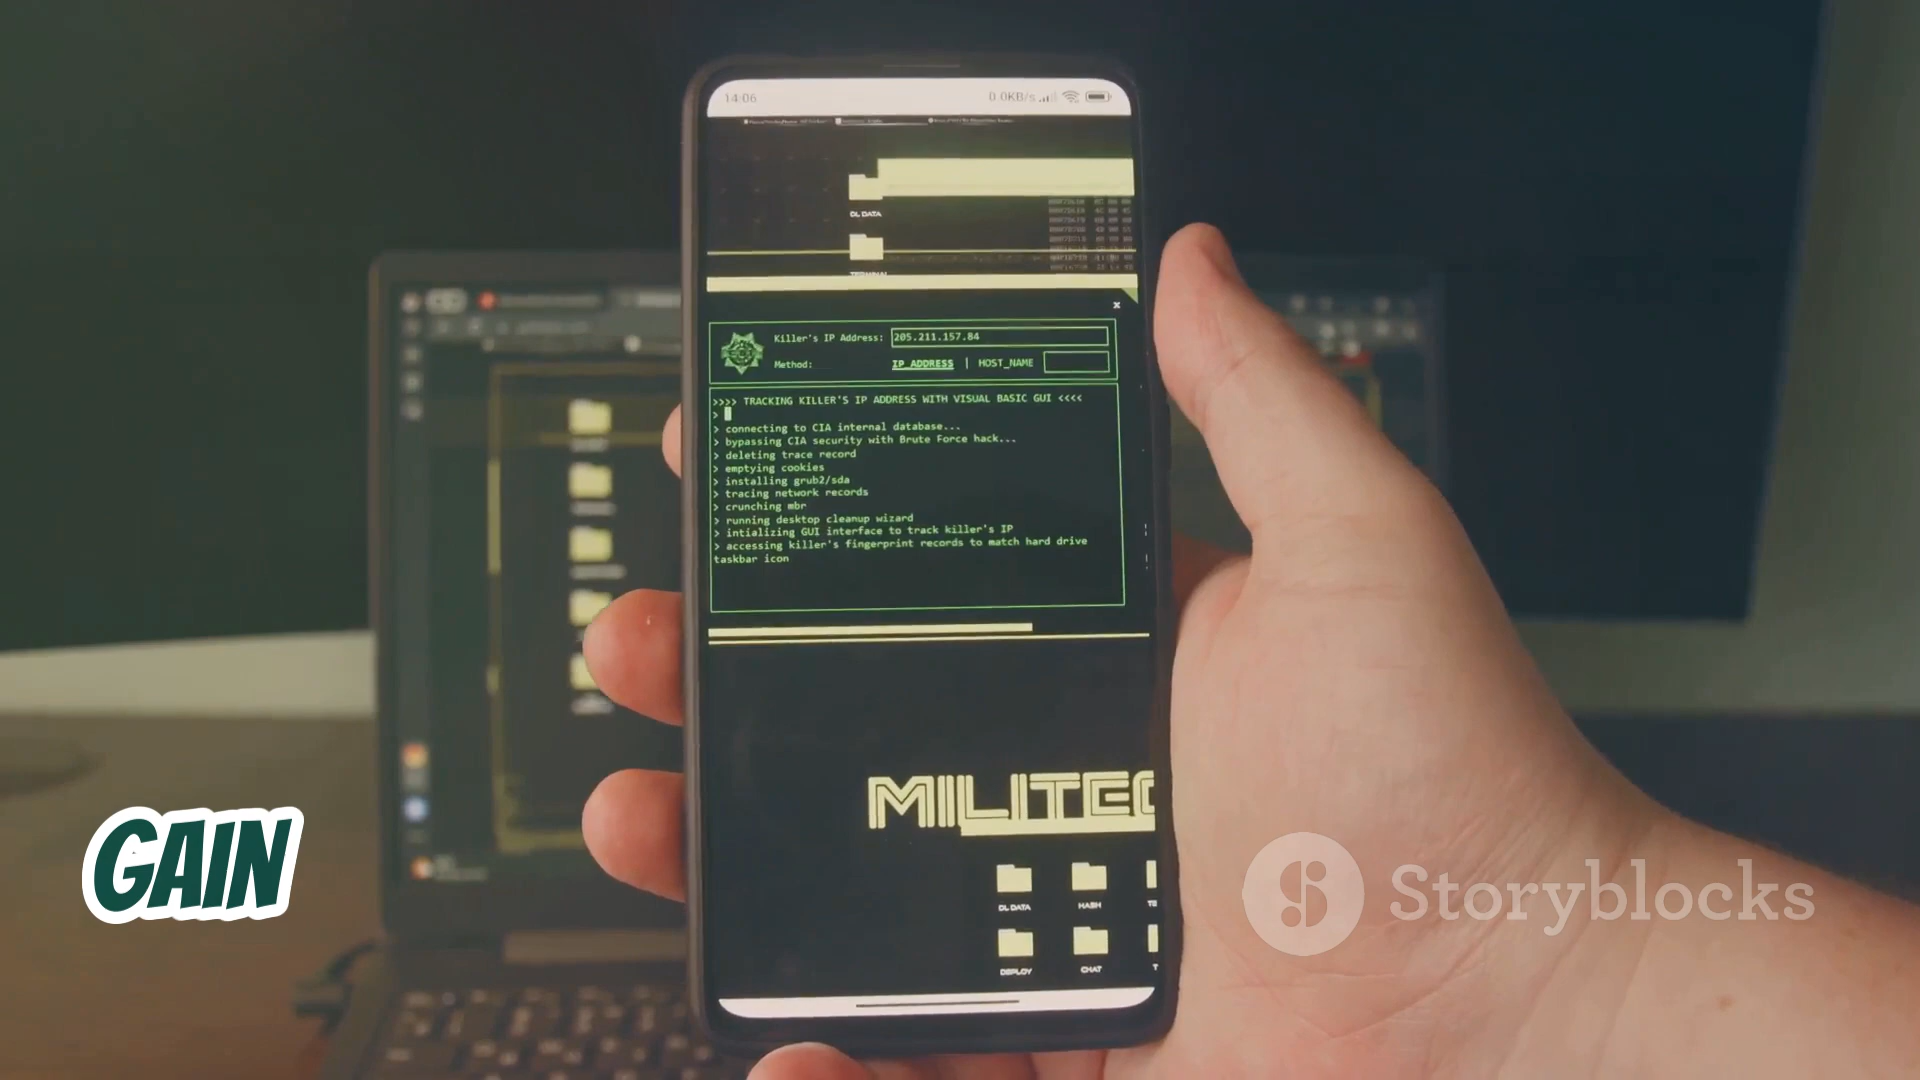 14:06
0.0KB/s
DL DATA
TERMINAL
x
Killer's IP Address: 205.211.157.84
Method: IP_ADDRESS | HOST_NAME
>>>> TRACKING KILLER'S IP ADDRESS WITH VISUAL BASIC GUI <<<<
>
> connecting to CIA internal database...
> bypassing CIA security with Brute Force hack...
> deleting trace record
> emptying cookies
> installing grub2/sda
> tracing network records
> crunching mbr
> running desktop cleanup wizard
> intializing GUI interface to track killer's IP
> accessing killer's fingerprint records to match hard drive
taskbar icon
MILITEC
DL DATA
HASH
TE
DEPLOY
CHAT
T
GAIN
Storyblocks